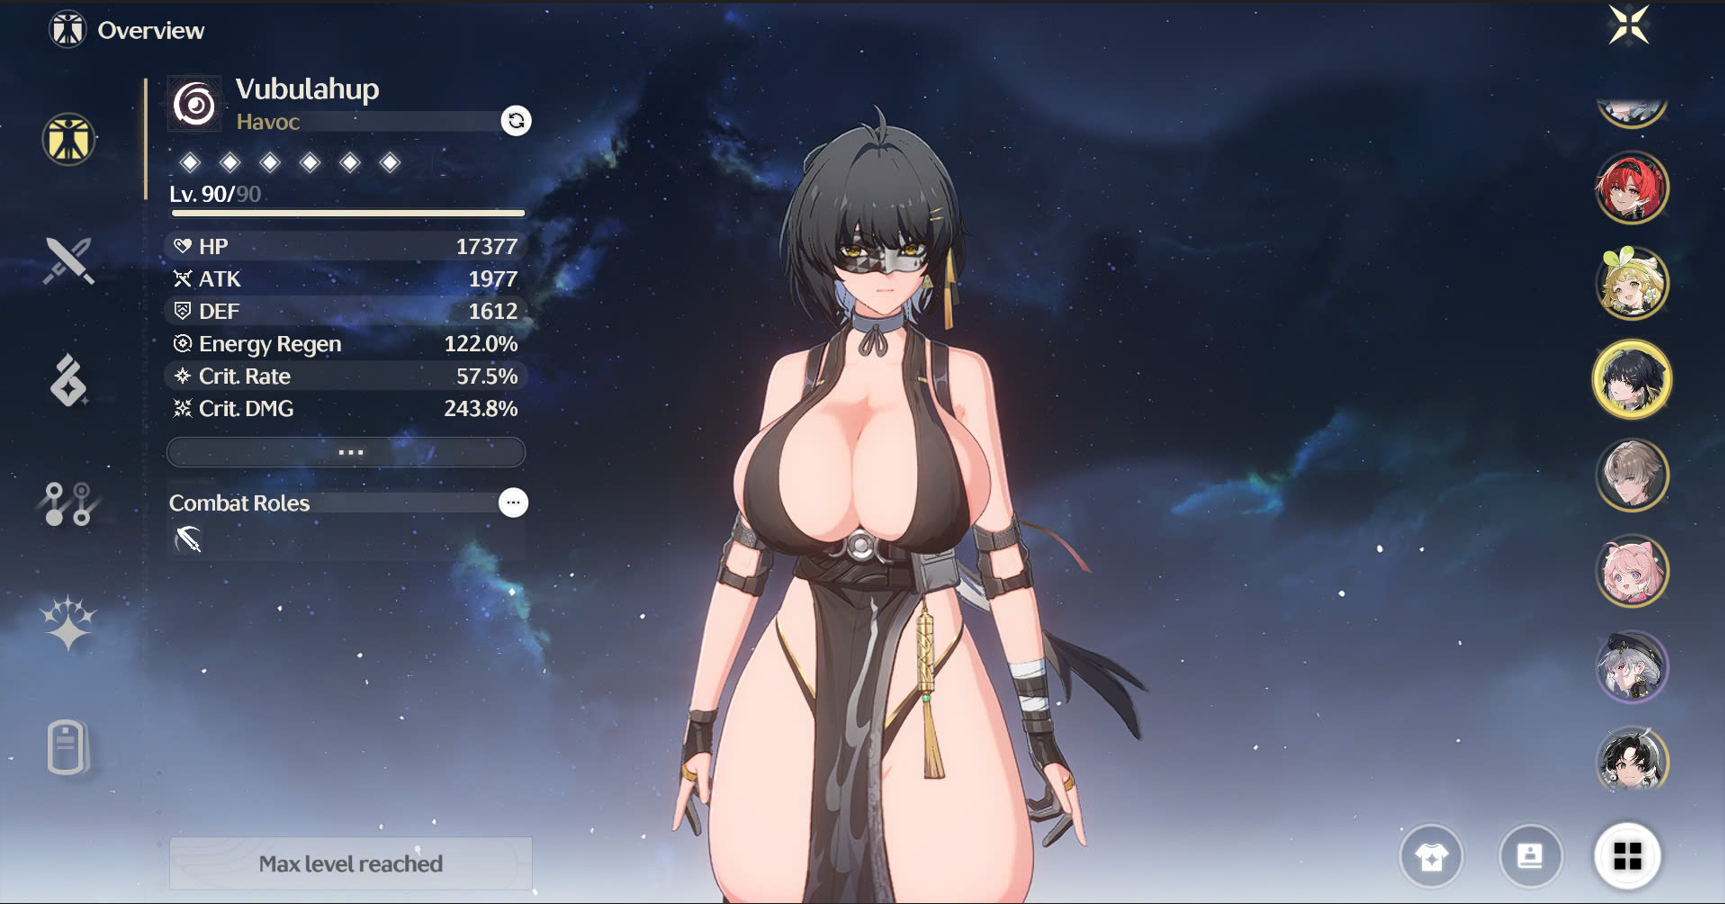 Overview
Vubulahup
Havoc
Lv. 90/90
HP 17377
ATK 1977
DEF 1612
Energy Regen 122.0%
Crit. Rate 57.5%
Crit. DMG 243.8%
Combat Roles
Max level reached